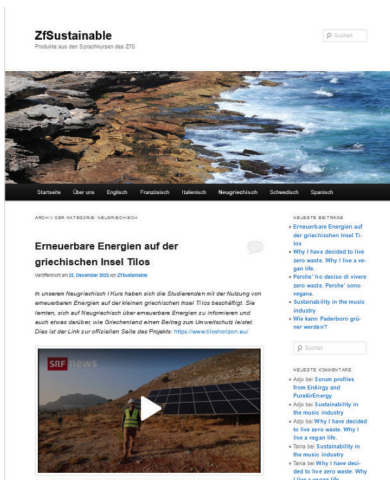 ZfSustainable
Produkte aus den Sprachkursen des ZfS
Suchen
Startseite Über uns Englisch Französisch Italienisch Neugriechisch Schwedisch Spanisch
ARCHIV DER KATEGORIE: NEUGRIECHISCH
Erneuerbare Energien auf der
griechischen Insel Tilos
Veröffentlicht am 22. Dezember 2022 von ZfSustainable
In unserem Neugriechisch I Kurs haben sich die Studierenden mit der Nutzung von
erneuerbaren Energien auf der kleinen griechischen Insel Tilos beschäftigt. Sie
lernten, sich auf Neugriechisch über erneuerbare Energien zu informieren und
auch etwas darüber, wie Griechenland einen Beitrag zum Umweltschutz leistet.
Dies ist der Link zur offiziellen Seite des Projekts: https://www.tiloshorizon.eu/
SRF news
NEUESTE BEITRÄGE
Erneuerbare Energien auf
der griechischen Insel Ti-
los
Why I have decided to live
zero waste. Why I live a ve-
gan life.
Perche' ho deciso di vivere
zero waste. Perche' sono
vegana.
Sustainability in the music
industry
Wie kann Paderborn grü-
ner werden?
Suchen
NEUESTE KOMMENTARE
Adjo bei Scrum profiles
from EnAirgy and
PureAirEnergy
Adjo bei Sustainability in
the music industry
Adjo bei Why I have decided
to live zero waste. Why I
live a vegan life.
Tania bei Sustainability in
the music industry
Tania bei Why I have deci-
ded to live zero waste. Why
I live a vegan life.